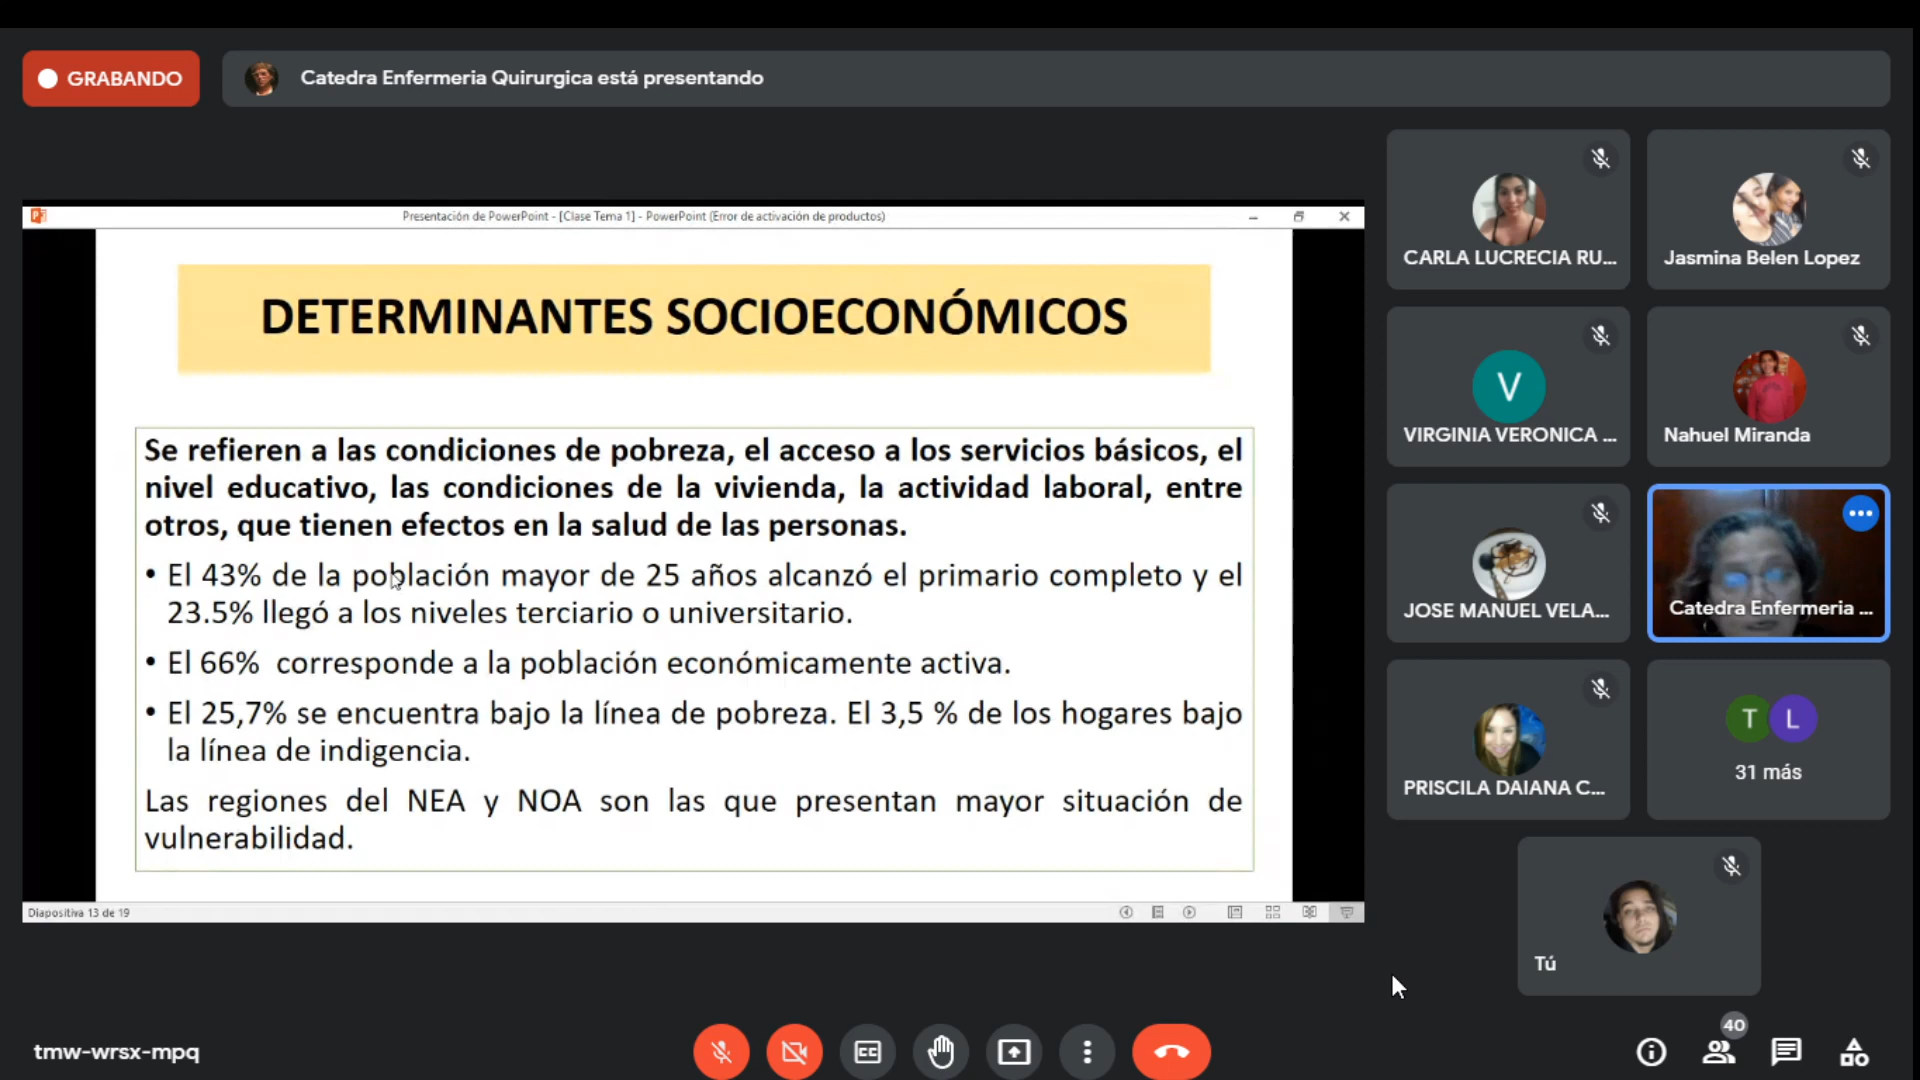 GRABANDO
Catedra Enfermeria Quirurgica está presentando
Presentación de PowerPoint - [Clase Tema 1] - PowerPoint (Error de activación de productos)
DETERMINANTES SOCIOECONÓMICOS
Se refieren a las condiciones de pobreza, el acceso a los servicios básicos, el
nivel educativo, las condiciones de la vivienda, la actividad laboral, entre
otros, que tienen efectos en la salud de las personas.
• El 43% de la población mayor de 25 años alcanzó el primario completo y el
23.5% llegó a los niveles terciario o universitario.
• El 66% corresponde a la población económicamente activa.
• El 25,7% se encuentra bajo la línea de pobreza. El 3,5 % de los hogares bajo
la línea de indigencia.
Las regiones del NEA y NOA son las que presentan mayor situación de
vulnerabilidad.
Diapositiva 13 de 19
CARLA LUCRECIA RU...
Jasmina Belen Lopez
V
VIRGINIA VERONICA ...
Nahuel Miranda
JOSE MANUEL VELA...
Catedra Enfermeria ...
PRISCILA DAIANA C...
T L
31 más
Tú
tmw-wrsx-mpq
CC
40